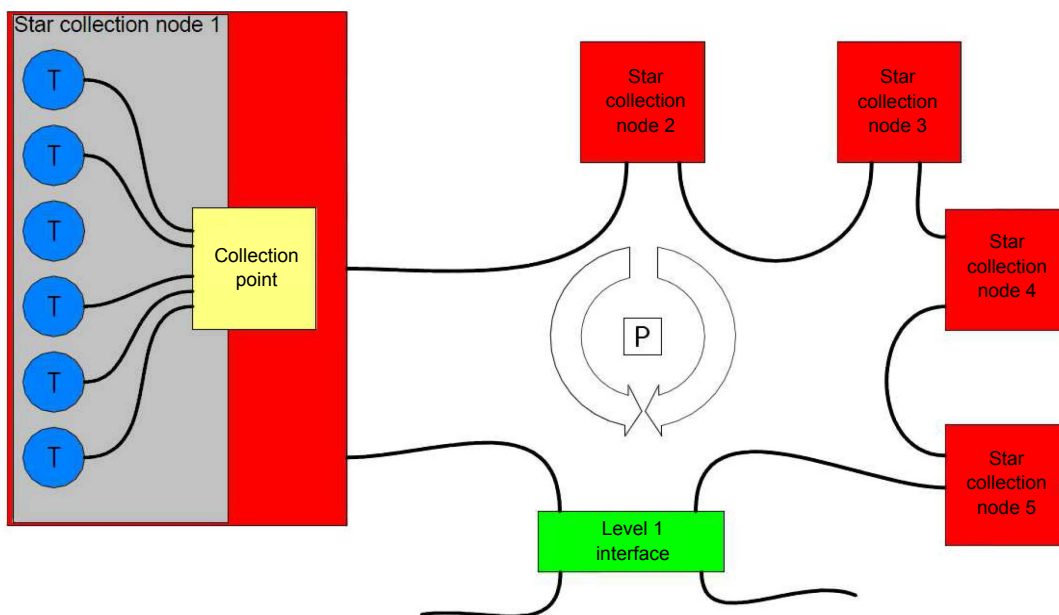 Star collection node 1
T
T
T
T
T
T
Collection
point
Star
collection
node 2
Star
collection
node 3
Star
collection
node 4
Star
collection
node 5
P
Level 1
interface